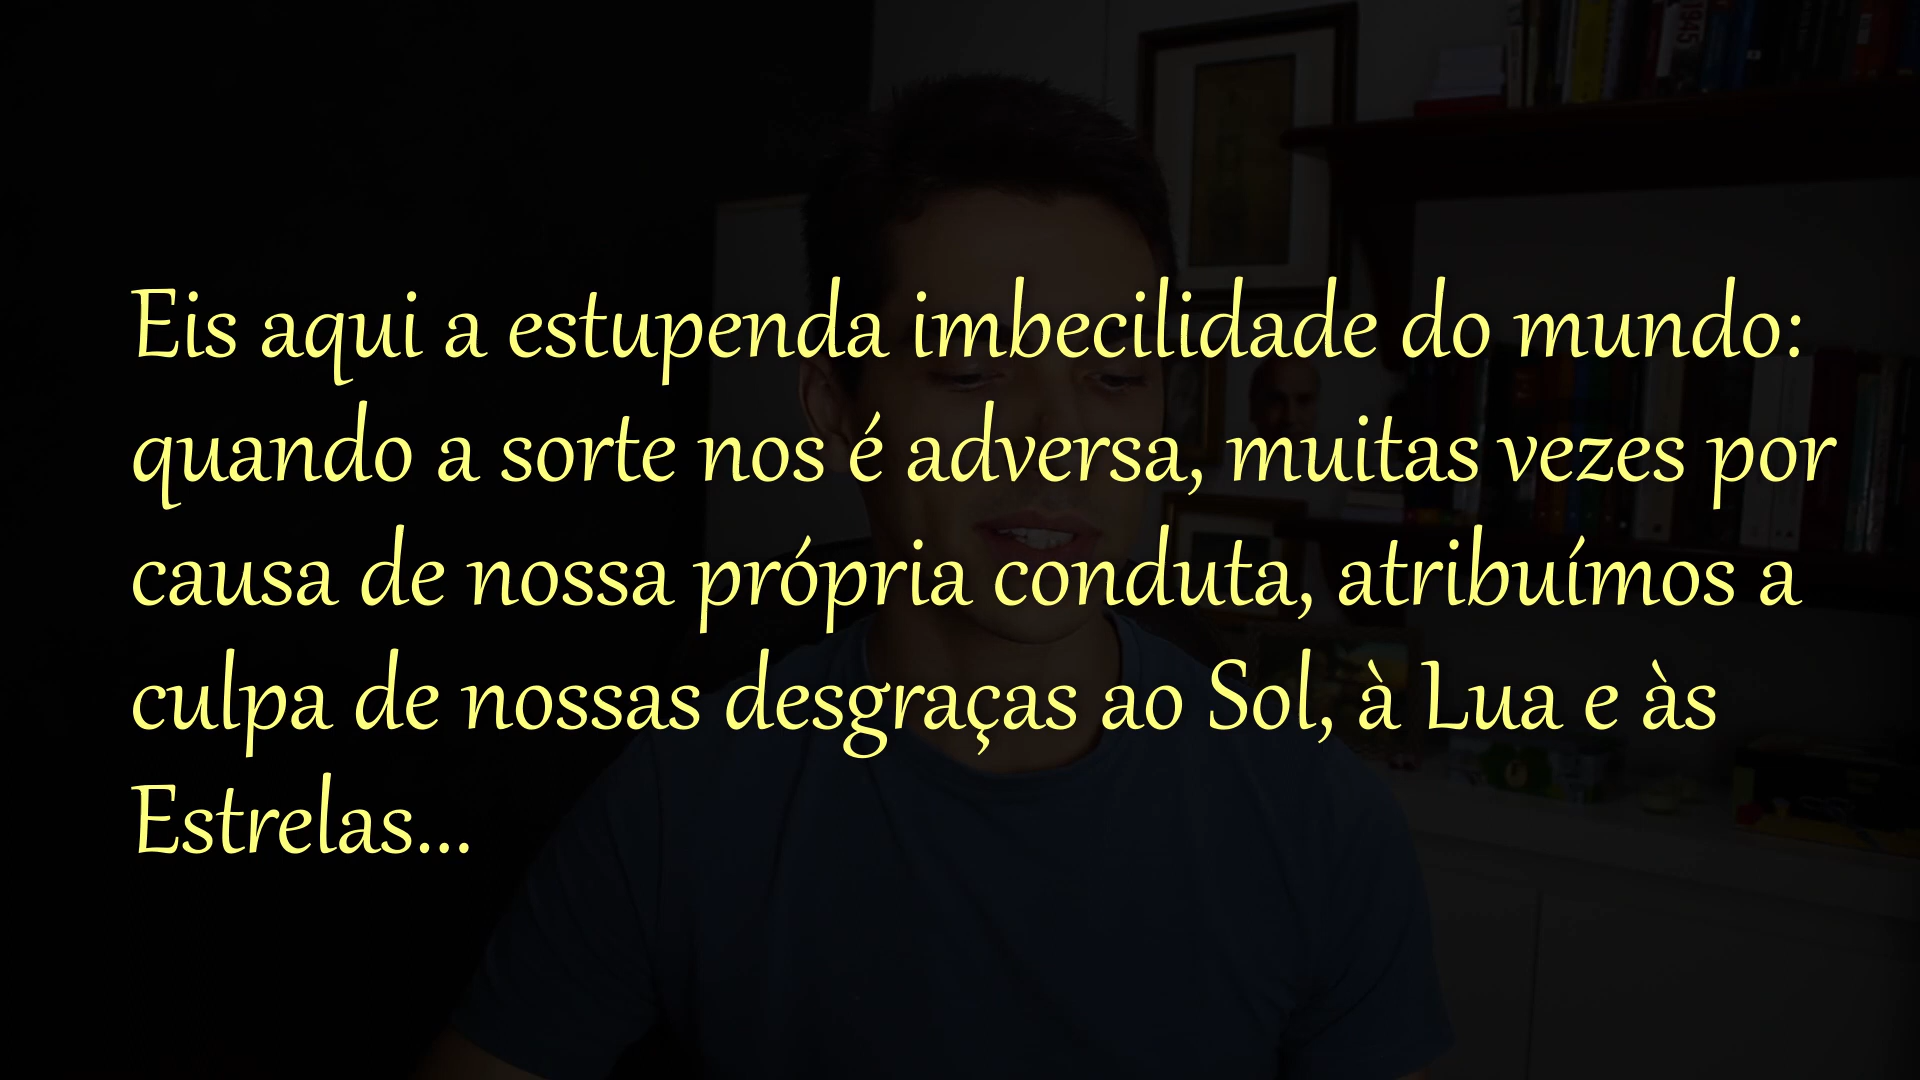 Eis aqui a estupenda imbecilidade do mundo:
quando a sorte nos é adversa, muitas vezes por
causa de nossa própria conduta, atribuímos a
culpa de nossas desgraças ao Sol, à Lua e às
Estrelas...
1945